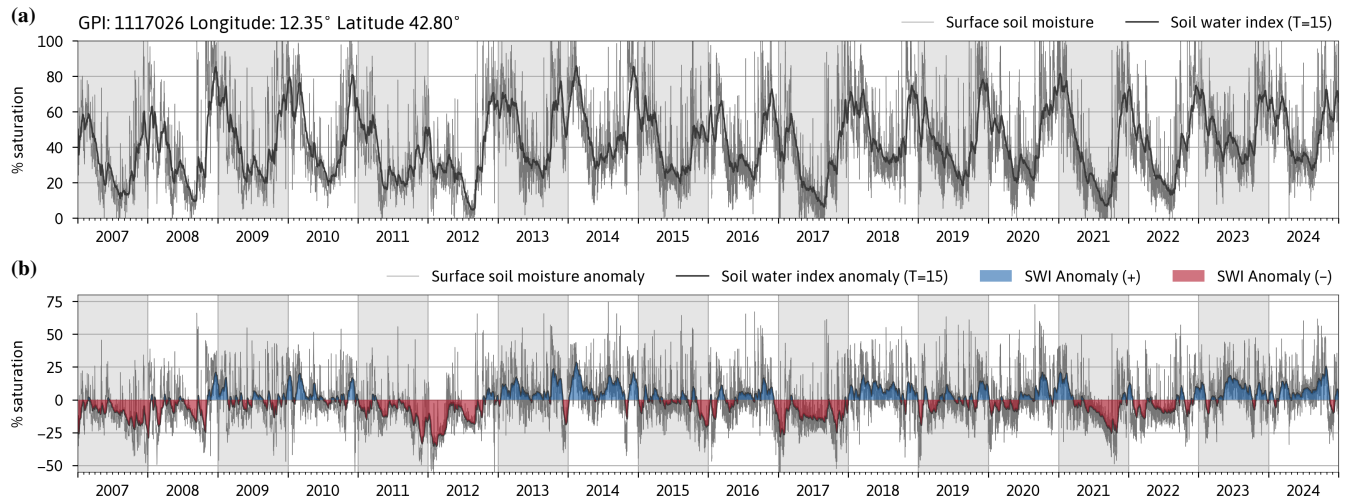 (a)
GPI: 1117026 Longitude: 12.35° Latitude 42.80°
Surface soil moisture
Soil water index (T=15)
% saturation
100
80
60
40
20
0
2007 2008 2009 2010 2011 2012 2013 2014 2015 2016 2017 2018 2019 2020 2021 2022 2023 2024
(b)
Surface soil moisture anomaly
Soil water index anomaly (T=15)
SWI Anomaly (+)
SWI Anomaly (−)
% saturation
75
50
25
0
−25
−50
2007 2008 2009 2010 2011 2012 2013 2014 2015 2016 2017 2018 2019 2020 2021 2022 2023 2024